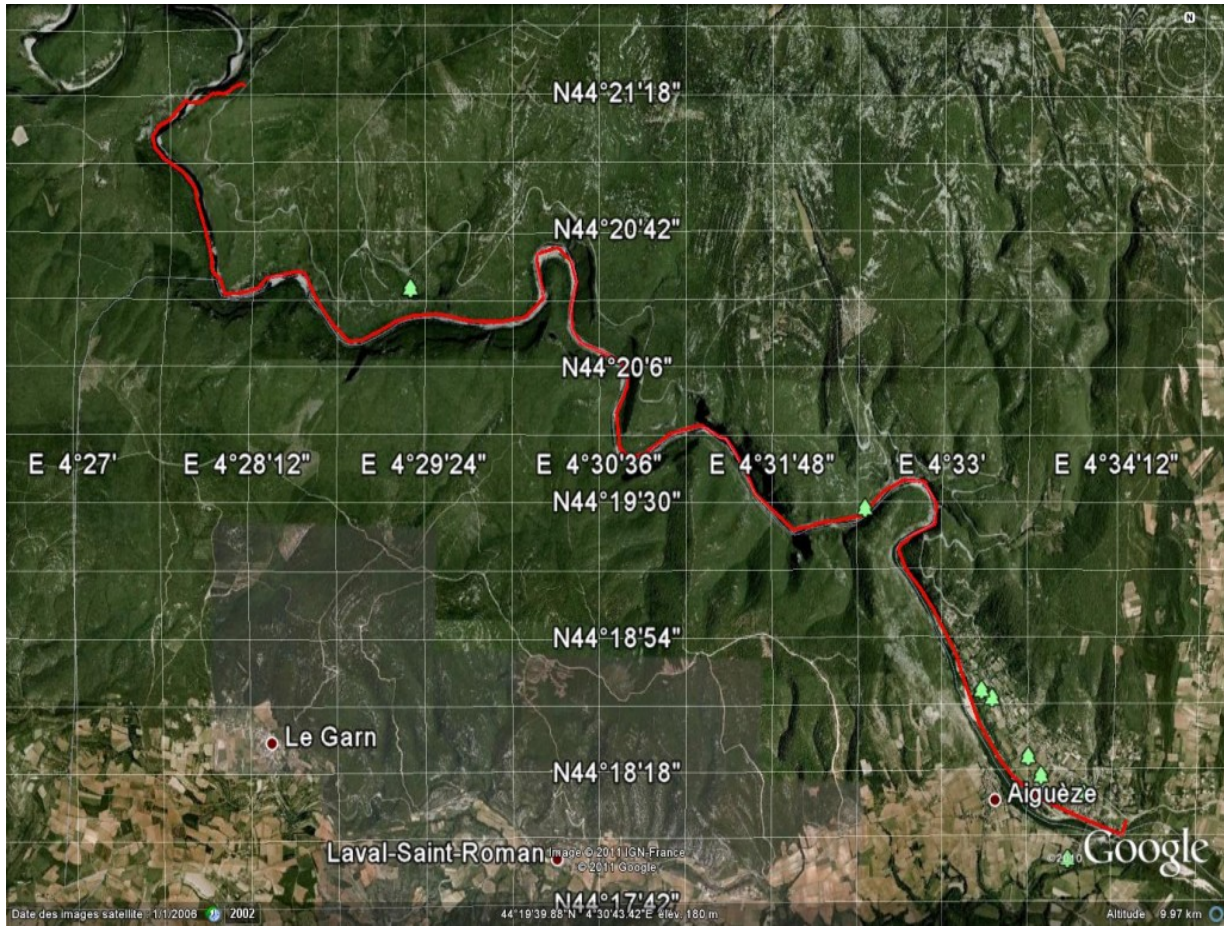 N
N44°21'18"
N44°20'42"
N44°20'6"
E 4°27' E 4°28'12" E 4°29'24" E 4°30'36" E 4°31'48" E 4°33' E 4°34'12"
N44°19'30"
N44°18'54"
Le Garn
N44°18'18"
Aiguèze
Laval-Saint-Roman
Image © 2011 IGN-France
© 2011 Google
©2010 Google
N44°17'42"
Date des images satellite : 1/1/2006 2002
44°19'39.88"N 4°30'43.42"E élev. 180 m
Altitude 9.97 km